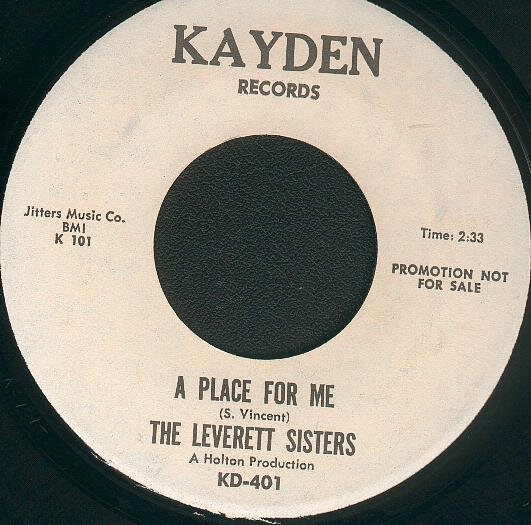 KAYDEN
RECORDS
Jitters Music Co.
BMI
K 101
Time: 2:33
PROMOTION NOT
FOR SALE
A PLACE FOR ME
(S. Vincent)
THE LEVERETT SISTERS
A Holton Production
KD-401